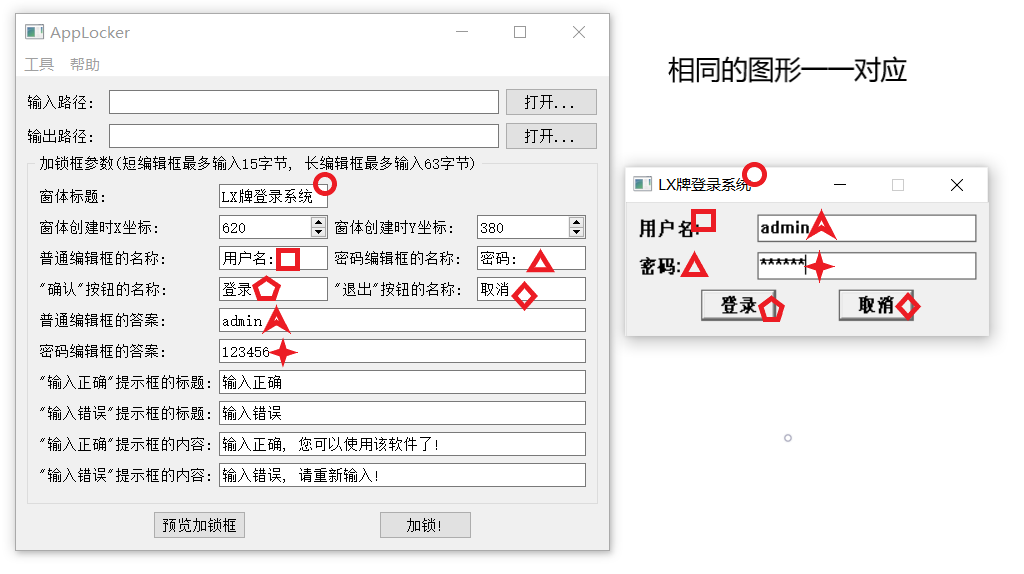 AppLocker
工具 帮助
输入路径: 打开...
输出路径: 打开...
加锁框参数(短编辑框最多输入15字节, 长编辑框最多输入63字节)
窗体标题: LX牌登录系统
窗体创建时X坐标: 620 窗体创建时Y坐标: 380
普通编辑框的名称: 用户名: 密码编辑框的名称: 密码:
"确认"按钮的名称: 登录 "退出"按钮的名称: 取消
普通编辑框的答案: admin
密码编辑框的答案: 123456
"输入正确"提示框的标题: 输入正确
"输入错误"提示框的标题: 输入错误
"输入正确"提示框的内容: 输入正确, 您可以使用该软件了!
"输入错误"提示框的内容: 输入错误, 请重新输入!
预览加锁框 加锁!
相同的图形一一对应
LX牌登录系统
用户名: admin
密码: ******
登录 取消